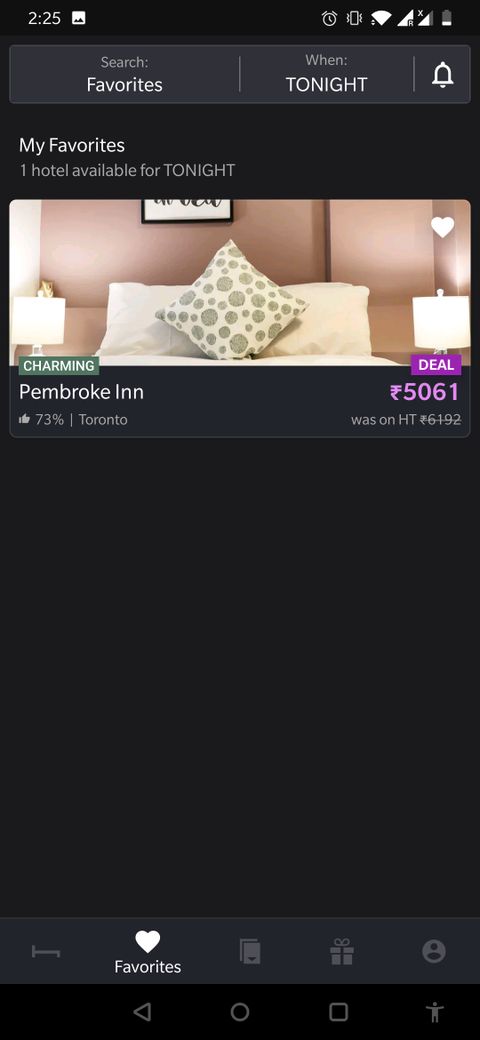 2:25
Search:
Favorites
When:
TONIGHT
My Favorites
1 hotel available for TONIGHT
CHARMING
DEAL
Pembroke Inn
₹5061
73% | Toronto
was on HT ₹6192
Favorites